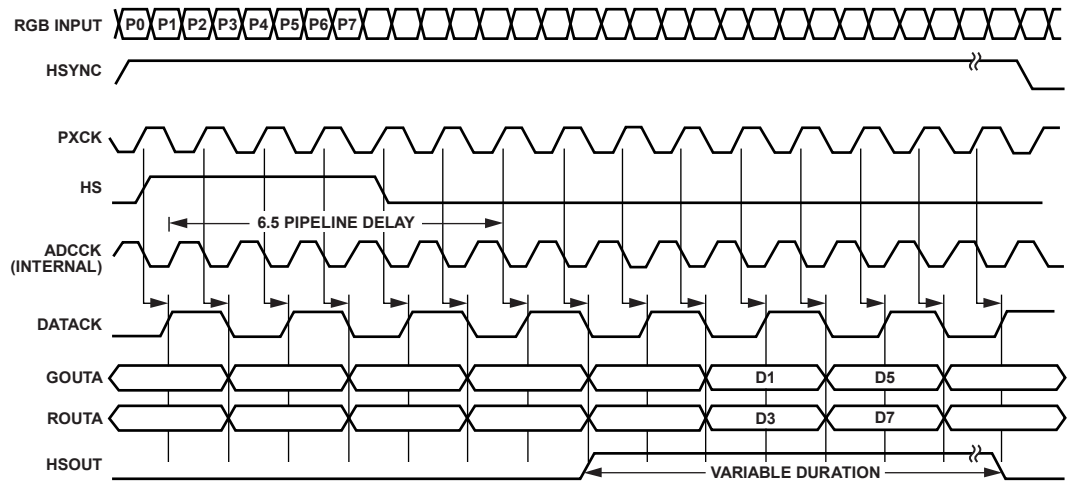 RGB INPUT P0 P1 P2 P3 P4 P5 P6 P7
HSYNC
PXCK
HS
6.5 PIPELINE DELAY
ADCCK
(INTERNAL)
DATACK
GOUTA D1 D5
ROUTA D3 D7
HSOUT VARIABLE DURATION